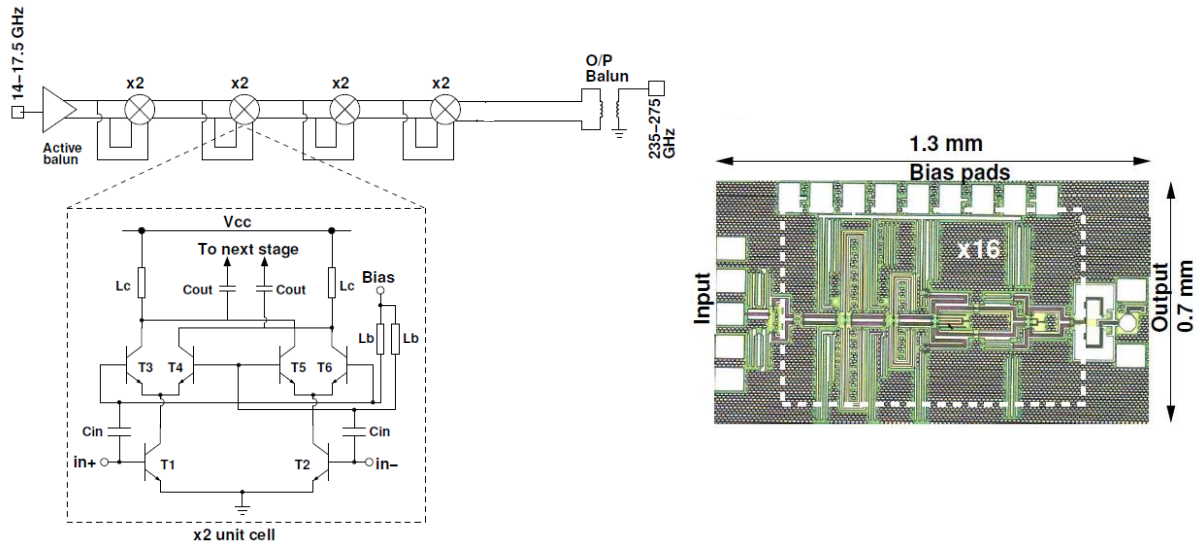 14–17.5 GHz
Active
balun
x2
x2
x2
x2
O/P
Balun
235–275
GHz
Vcc
To next stage
Lc
Cout
Cout
Lc
Bias
Lb
Lb
T3
T4
T5
T6
Cin
Cin
in+
T1
T2
in–
x2 unit cell
1.3 mm
Bias pads
x16
Input
Output
0.7 mm